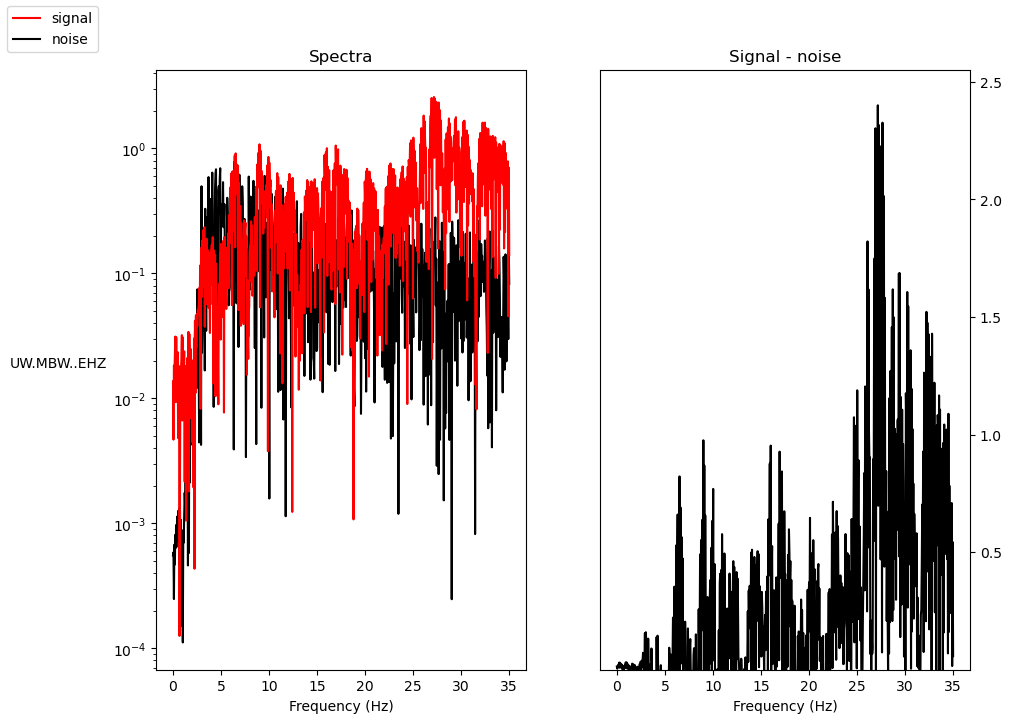 signal
noise
Spectra
Signal - noise
UW.MBW..EHZ
10^0
10^{-1}
10^{-2}
10^{-3}
10^{-4}
0 5 10 15 20 25 30 35
Frequency (Hz)
2.5
2.0
1.5
1.0
0.5
0 5 10 15 20 25 30 35
Frequency (Hz)